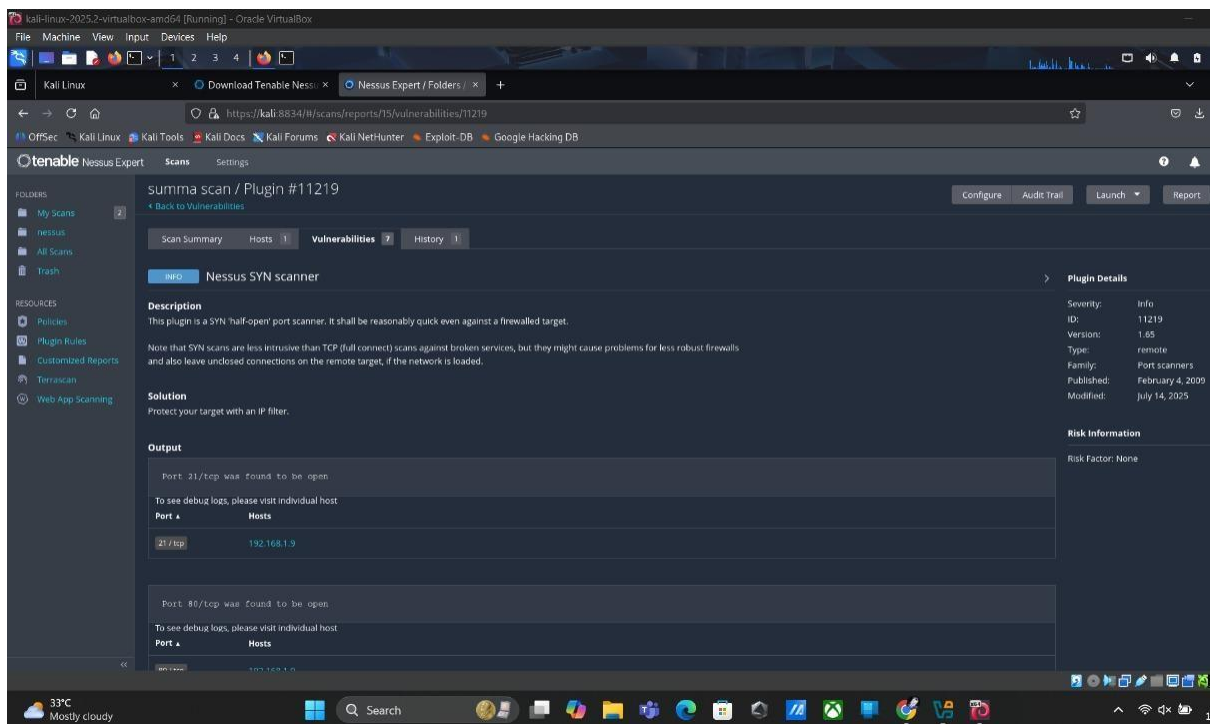 kali-linux-2025.2-virtualbox-amd64 [Running] - Oracle VirtualBox
File Machine View Input Devices Help
1 2 3 4
Kali Linux × Download Tenable Nessu × Nessus Expert / Folders / × +
https://kali:8834/#/scans/reports/15/vulnerabilities/11219
OffSec Kali Linux Kali Tools Kali Docs Kali Forums Kali NetHunter Exploit-DB Google Hacking DB
tenable Nessus Expert Scans Settings
FOLDERS
My Scans 2
nessus
All Scans
Trash
RESOURCES
Policies
Plugin Rules
Customized Reports
Terrascan
Web App Scanning
summa scan / Plugin #11219
Back to Vulnerabilities
Configure Audit Trail Launch Report
Scan Summary Hosts 1 Vulnerabilities 7 History 1
INFO Nessus SYN scanner
Description
This plugin is a SYN 'half-open' port scanner. It shall be reasonably quick even against a firewalled target.
Note that SYN scans are less intrusive than TCP (full connect) scans against broken services, but they might cause problems for less robust firewalls
and also leave unclosed connections on the remote target, if the network is loaded.
Solution
Protect your target with an IP filter.
Output
Port 21/tcp was found to be open
To see debug logs, please visit individual host
Port Hosts
21 / tcp 192.168.1.9
Port 80/tcp was found to be open
To see debug logs, please visit individual host
Port Hosts
80 / tcp 192.168.1.9
Plugin Details
Severity: Info
ID: 11219
Version: 1.65
Type: remote
Family: Port scanners
Published: February 4, 2009
Modified: July 14, 2025
Risk Information
Risk Factor: None
33°C
Mostly cloudy
Search